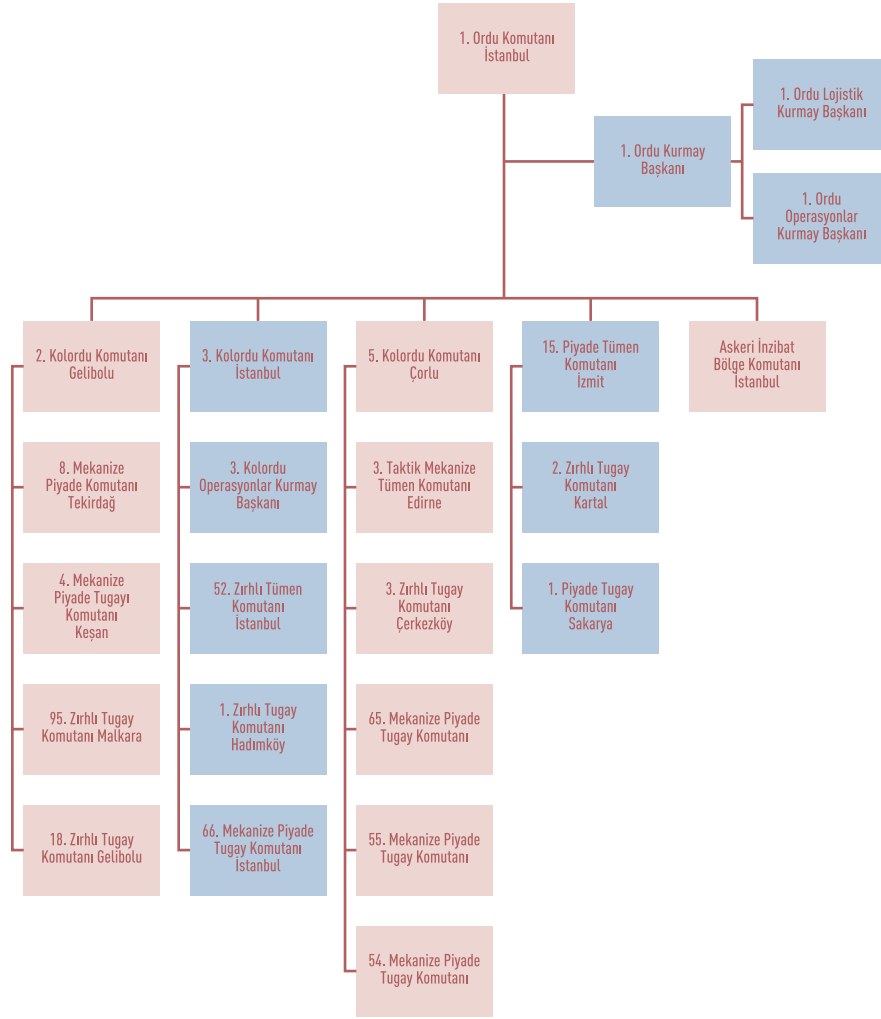 1. Ordu Komutanı
İstanbul
1. Ordu Lojistik
Kurmay Başkanı
1. Ordu Kurmay
Başkanı
1. Ordu
Operasyonlar
Kurmay Başkanı
2. Kolordu Komutanı
Gelibolu
3. Kolordu Komutanı
İstanbul
5. Kolordu Komutanı
Çorlu
15. Piyade Tümen
Komutanı
İzmit
Askeri İnzibat
Bölge Komutanı
İstanbul
8. Mekanize
Piyade Komutanı
Tekirdağ
3. Kolordu
Operasyonlar Kurmay
Başkanı
3. Taktik Mekanize
Tümen Komutanı
Edirne
2. Zırhlı Tugay
Komutanı
Kartal
4. Mekanize
Piyade Tugayı
Komutanı
Keşan
52. Zırhlı Tümen
Komutanı
İstanbul
3. Zırhlı Tugay
Komutanı
Çerkezköy
1. Piyade Tugay
Komutanı
Sakarya
95. Zırhlı Tugay
Komutanı Malkara
1. Zırhlı Tugay
Komutanı
Hadımköy
65. Mekanize Piyade
Tugay Komutanı
18. Zırhlı Tugay
Komutanı Gelibolu
66. Mekanize Piyade
Tugay Komutanı
İstanbul
55. Mekanize Piyade
Tugay Komutanı
54. Mekanize Piyade
Tugay Komutanı